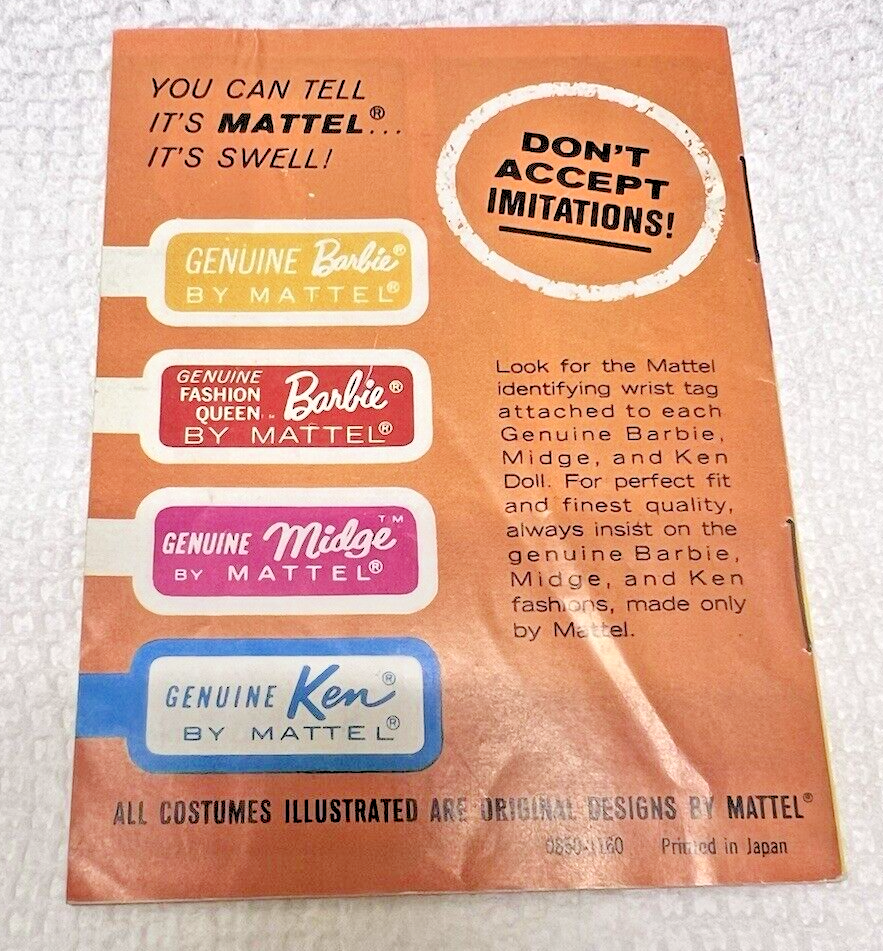 YOU CAN TELL
IT'S MATTEL®...
IT'S SWELL!
DON'T
ACCEPT
IMITATIONS!
GENUINE Barbie®
BY MATTEL®
GENUINE
FASHION
QUEEN Barbie®
BY MATTEL®
GENUINE Midge™
BY MATTEL®
GENUINE Ken®
BY MATTEL®
Look for the Mattel
identifying wrist tag
attached to each
Genuine Barbie,
Midge, and Ken
Doll. For perfect fit
and finest quality,
always insist on the
genuine Barbie,
Midge, and Ken
fashions, made only
by Mattel.
ALL COSTUMES ILLUSTRATED ARE ORIGINAL DESIGNS BY MATTEL®
Printed in Japan